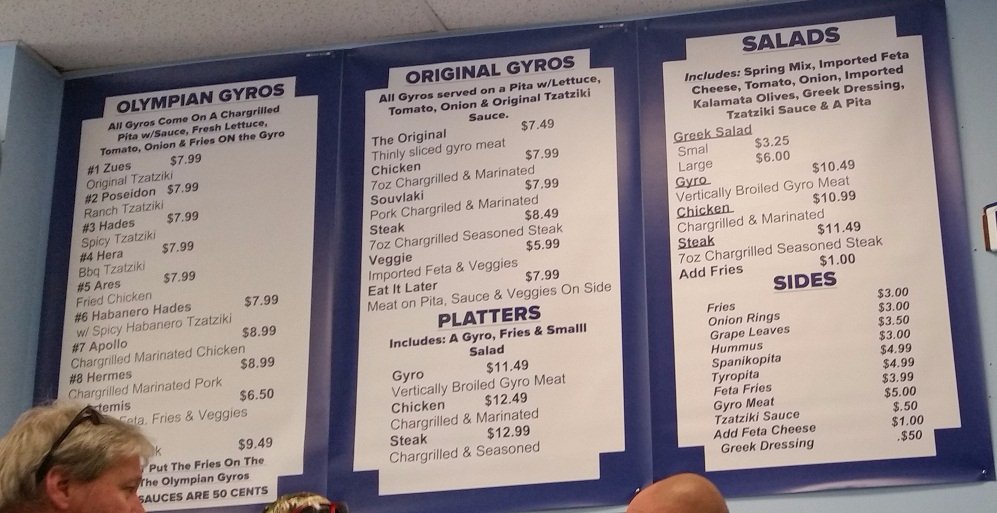 OLYMPIAN GYROS
All Gyros Come On A Chargrilled
Pita w/Sauce, Fresh Lettuce,
Tomato, Onion & Fries ON the Gyro
#1 Zues $7.99
Original Tzatziki
#2 Poseidon $7.99
Ranch Tzatziki
#3 Hades $7.99
Spicy Tzatziki
#4 Hera $7.99
Bbq Tzatziki
#5 Ares $7.99
Fried Chicken
#6 Habanero Hades $7.99
w/ Spicy Habanero Tzatziki
#7 Apollo $8.99
Chargrilled Marinated Chicken
#8 Hermes $8.99
Chargrilled Marinated Pork
$6.50
Feta, Fries & Veggies
$9.49
Put The Fries On The
The Olympian Gyros
SAUCES ARE 50 CENTS
ORIGINAL GYROS
All Gyros served on a Pita w/Lettuce,
Tomato, Onion & Original Tzatziki
Sauce.
The Original $7.49
Thinly sliced gyro meat
Chicken $7.99
7oz Chargrilled & Marinated
Souvlaki $7.99
Pork Chargriled & Marinated
Steak $8.49
7oz Chargrilled Seasoned Steak
Veggie $5.99
Imported Feta & Veggies
Eat It Later $7.99
Meat on Pita, Sauce & Veggies On Side
PLATTERS
Includes: A Gyro, Fries & Smalll
Salad
Gyro $11.49
Vertically Broiled Gyro Meat
Chicken $12.49
Chargrilled & Marinated
Steak $12.99
Chargrilled & Seasoned
SALADS
Includes: Spring Mix, Imported Feta
Cheese, Tomato, Onion, Imported
Kalamata Olives, Greek Dressing,
Tzatziki Sauce & A Pita
Greek Salad
Smal $3.25
Large $6.00
Gyro $10.49
Vertically Broiled Gyro Meat
Chicken $10.99
Chargrilled & Marinated
Steak $11.49
7oz Chargrilled Seasoned Steak
Add Fries $1.00
SIDES
Fries $3.00
Onion Rings $3.00
Grape Leaves $3.50
Hummus $3.00
Spanikopita $4.99
Tyropita $4.99
Feta Fries $3.99
Gyro Meat $5.00
Tzatziki Sauce $.50
Add Feta Cheese $1.00
Greek Dressing .$50